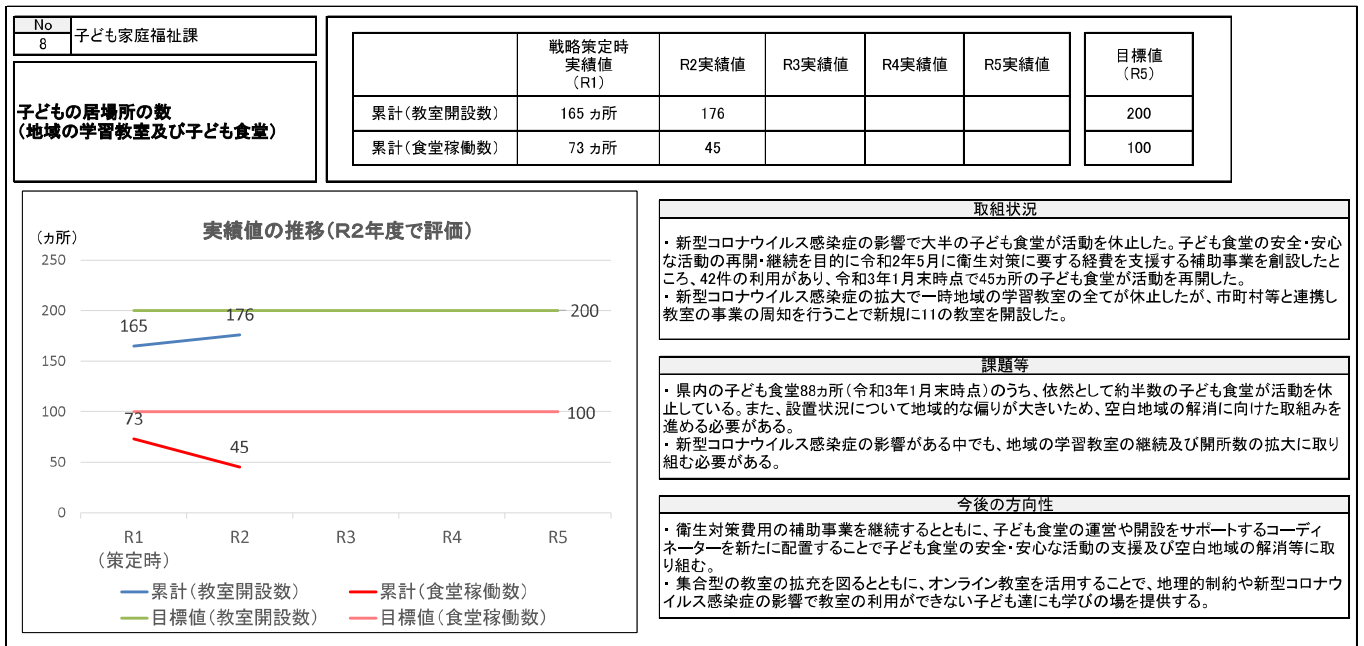 No
8
子ども家庭福祉課
子どもの居場所の数
(地域の学習教室及び子ども食堂)
戦略策定時
実績値
(R1)
R2実績値
R3実績値
R4実績値
R5実績値
目標値
(R5)
累計(教室開設数)
165 ヵ所
176
200
累計(食堂稼働数)
73 ヵ所
45
100
実績値の推移(R2年度で評価)
(ヵ所)
250
200
150
100
50
0
165
176
200
73
45
100
R1
(策定時)
R2
R3
R4
R5
累計(教室開設数)
累計(食堂稼働数)
目標値(教室開設数)
目標値(食堂稼働数)
取組状況
・新型コロナウイルス感染症の影響で大半の子ども食堂が活動を休止した。子ども食堂の安全・安心
な活動の再開・継続を目的に令和2年5月に衛生対策に要する経費を支援する補助事業を創設したと
ころ、42件の利用があり、令和3年1月末時点で45ヵ所の子ども食堂が活動を再開した。
・新型コロナウイルス感染症の拡大で一時地域の学習教室の全てが休止したが、市町村等と連携し
教室の事業の周知を行うことで新規に11の教室を開設した。
課題等
・県内の子ども食堂88ヵ所(令和3年1月末時点)のうち、依然として約半数の子ども食堂が活動を休
止している。また、設置状況について地域的な偏りが大きいため、空白地域の解消に向けた取組みを
進める必要がある。
・新型コロナウイルス感染症の影響がある中でも、地域の学習教室の継続及び開所数の拡大に取り
組む必要がある。
今後の方向性
・衛生対策費用の補助事業を継続するとともに、子ども食堂の運営や開設をサポートするコーディ
ネーターを新たに配置することで子ども食堂の安全・安心な活動の支援及び空白地域の解消等に取
り組む。
・集合型の教室の拡充を図るとともに、オンライン教室を活用することで、地理的制約や新型コロナウ
イルス感染症の影響で教室の利用ができない子ども達にも学びの場を提供する。